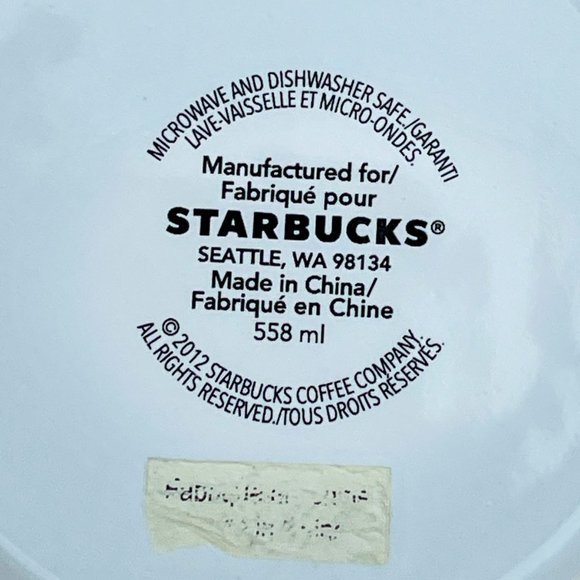 MICROWAVE AND DISHWASHER SAFE./GARANTI
LAVE-VAISSELLE ET MICRO-ONDES.
Manufactured for/
Fabriqué pour
STARBUCKS®
SEATTLE, WA 98134
Made in China/
Fabriqué en Chine
558 ml
© 2012 STARBUCKS COFFEE COMPANY.
ALL RIGHTS RESERVED./TOUS DROITS RÉSERVÉS.